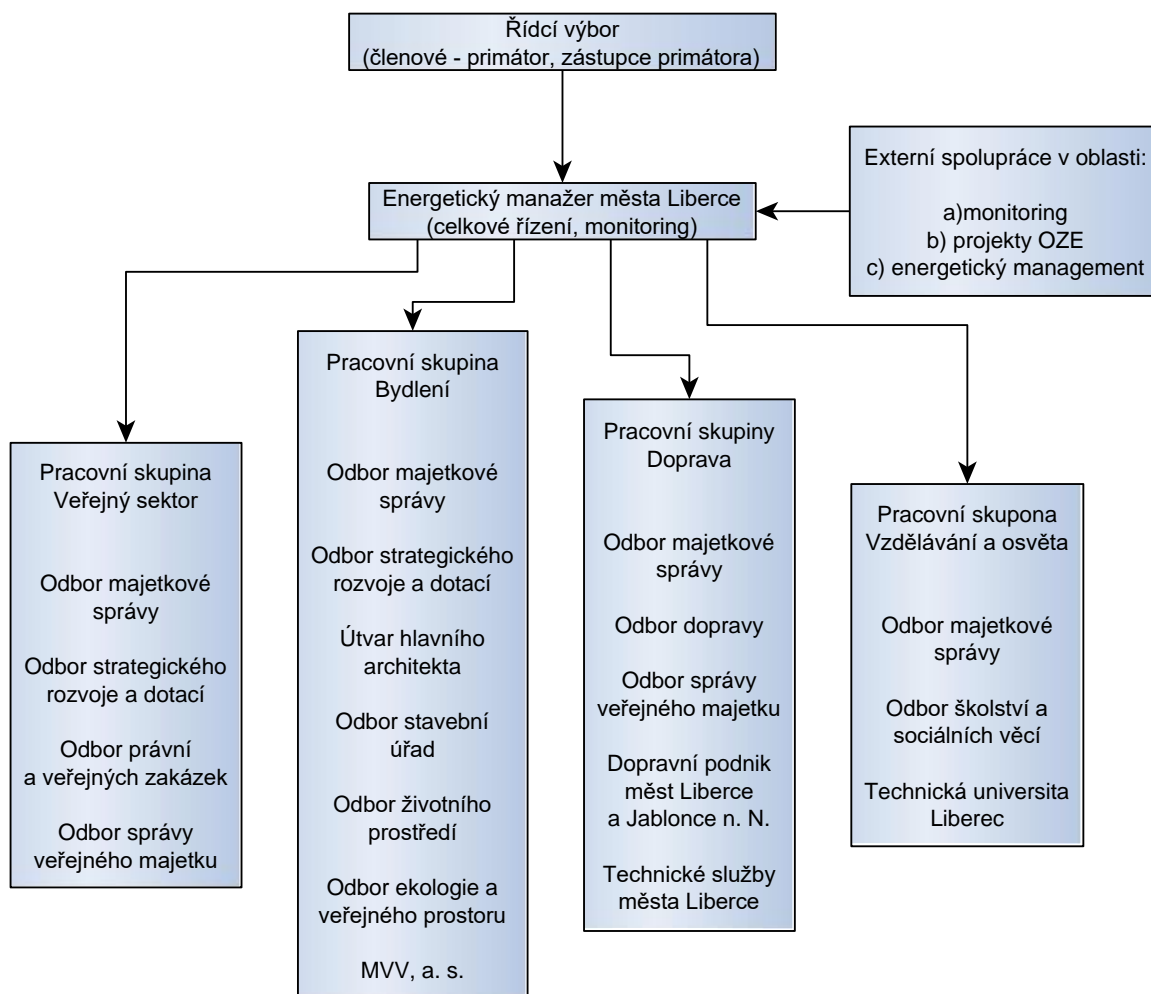 Řídcí výbor
(členové - primátor, zástupce primátora)
Externí spolupráce v oblasti:
a)monitoring
b) projekty OZE
c) energetický management
Energetický manažer města Liberce
(celkové řízení, monitoring)
Pracovní skupina
Veřejný sektor
Odbor majetkové
správy
Odbor strategického
rozvoje a dotací
Odbor právní
a veřejných zakázek
Odbor správy
veřejného majetku
Pracovní skupina
Bydlení
Odbor majetkové
správy
Odbor strategického
rozvoje a dotací
Útvar hlavního
architekta
Odbor stavební
úřad
Odbor životního
prostředí
Odbor ekologie a
veřejného prostoru
MVV, a. s.
Pracovní skupiny
Doprava
Odbor majetkové
správy
Odbor dopravy
Odbor správy
veřejného majetku
Dopravní podnik
měst Liberce
a Jablonce n. N.
Technické služby
města Liberce
Pracovní skupona
Vzdělávání a osvěta
Odbor majetkové
správy
Odbor školství a
sociálních věcí
Technická universita
Liberec